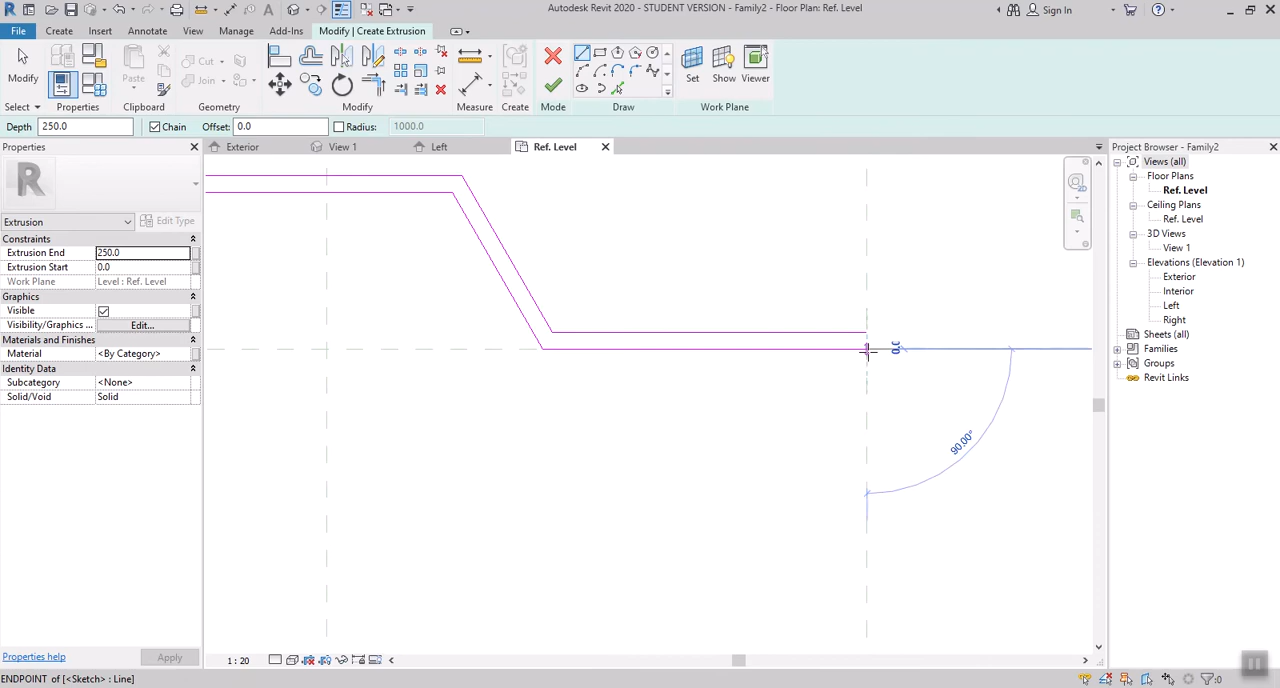 Autodesk Revit 2020 - STUDENT VERSION - Family2 - Floor Plan: Ref. Level
Sign In
File Create Insert Annotate View Manage Add-Ins Modify | Create Extrusion
Modify
Paste
Cut
Join
Set Show Viewer
Select Properties Clipboard Geometry Modify Measure Create Mode Draw Work Plane
Depth 250.0 Chain Offset: 0.0 Radius: 1000.0
Properties
Exterior View 1 Left Ref. Level
Project Browser - Family2
R
Extrusion Edit Type
Constraints
Extrusion End 250.0
Extrusion Start 0.0
Work Plane Level : Ref. Level
Graphics
Visible
Visibility/Graphics ... Edit...
Materials and Finishes
Material <By Category>
Identity Data
Subcategory <None>
Solid/Void Solid
Properties help Apply
2D
0.0
90.00°
Views (all)
Floor Plans
Ref. Level
Ceiling Plans
Ref. Level
3D Views
View 1
Elevations (Elevation 1)
Exterior
Interior
Left
Right
Sheets (all)
Families
Groups
Revit Links
1 : 20
ENDPOINT of [<Sketch> : Line]
:0